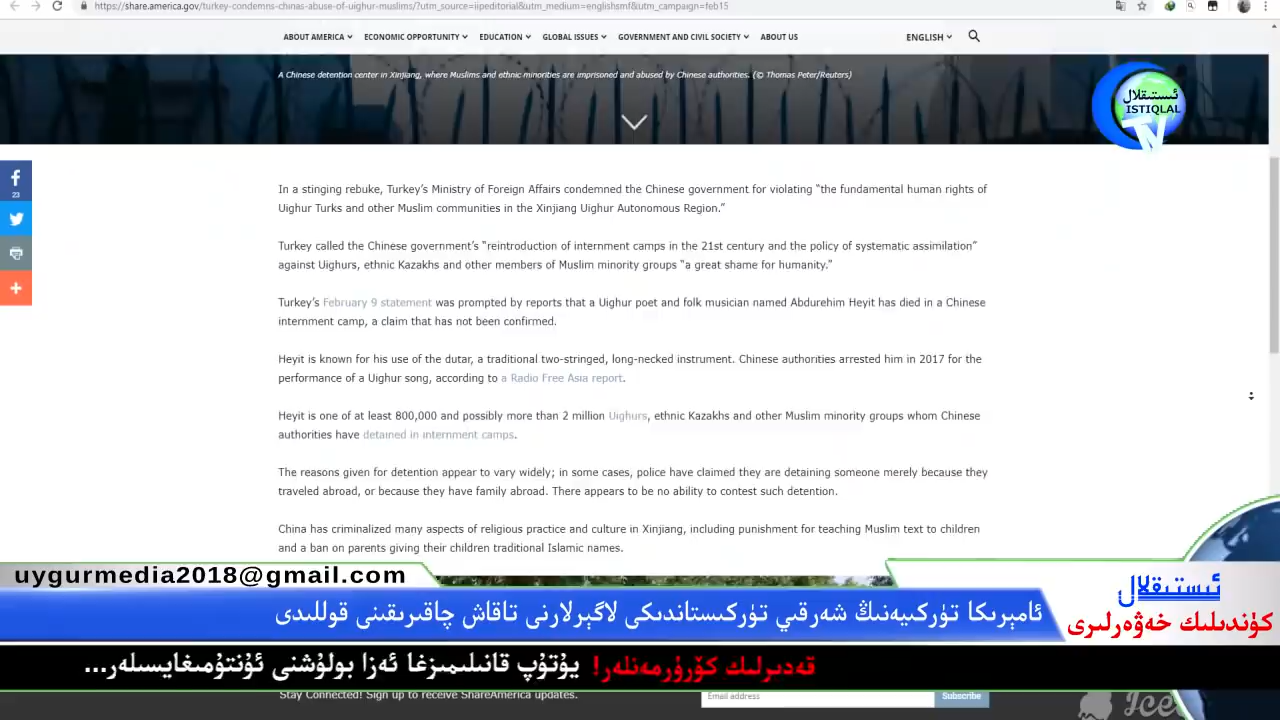 https://share.america.gov/turkey-condemns-chinas-abuse-of-uighur-muslims/?utm_source=iipeditorial&utm_medium=englishsmf&utm_campaign=feb15
ABOUT AMERICA ECONOMIC OPPORTUNITY EDUCATION GLOBAL ISSUES GOVERNMENT AND CIVIL SOCIETY ABOUT US ENGLISH
A Chinese detention center in Xinjiang, where Muslims and ethnic minorities are imprisoned and abused by Chinese authorities. (© Thomas Peter/Reuters)
ئىستىقلال
ISTIQLAL
TV
23
In a stinging rebuke, Turkey’s Ministry of Foreign Affairs condemned the Chinese government for violating “the fundamental human rights of
Uighur Turks and other Muslim communities in the Xinjiang Uighur Autonomous Region.”
Turkey called the Chinese government’s “reintroduction of internment camps in the 21st century and the policy of systematic assimilation”
against Uighurs, ethnic Kazakhs and other members of Muslim minority groups “a great shame for humanity.”
Turkey’s February 9 statement was prompted by reports that a Uighur poet and folk musician named Abdurehim Heyit has died in a Chinese
internment camp, a claim that has not been confirmed.
Heyit is known for his use of the dutar, a traditional two-stringed, long-necked instrument. Chinese authorities arrested him in 2017 for the
performance of a Uighur song, according to a Radio Free Asia report.
Heyit is one of at least 800,000 and possibly more than 2 million Uighurs, ethnic Kazakhs and other Muslim minority groups whom Chinese
authorities have detained in internment camps.
The reasons given for detention appear to vary widely; in some cases, police have claimed they are detaining someone merely because they
traveled abroad, or because they have family abroad. There appears to be no ability to contest such detention.
China has criminalized many aspects of religious practice and culture in Xinjiang, including punishment for teaching Muslim text to children
and a ban on parents giving their children traditional Islamic names.
uygurmedia2018@gmail.com
ئىستىقلال
كۈندىلىك خەۋەرلىرى
ئامېرىكا تۈركىيەنىڭ شەرقىي تۈركىستاندىكى لاگېرلارنى تاقاش چاقىرىقىنى قوللىدى
قەدىرلىك كۆرۈرمەنلەر! يۇتۇپ قانىلىمىزغا ئەزا بولۇشنى ئۇنتۇمىغايسىلەر...
Stay Connected! Sign up to receive ShareAmerica updates.
Email address
Subscribe